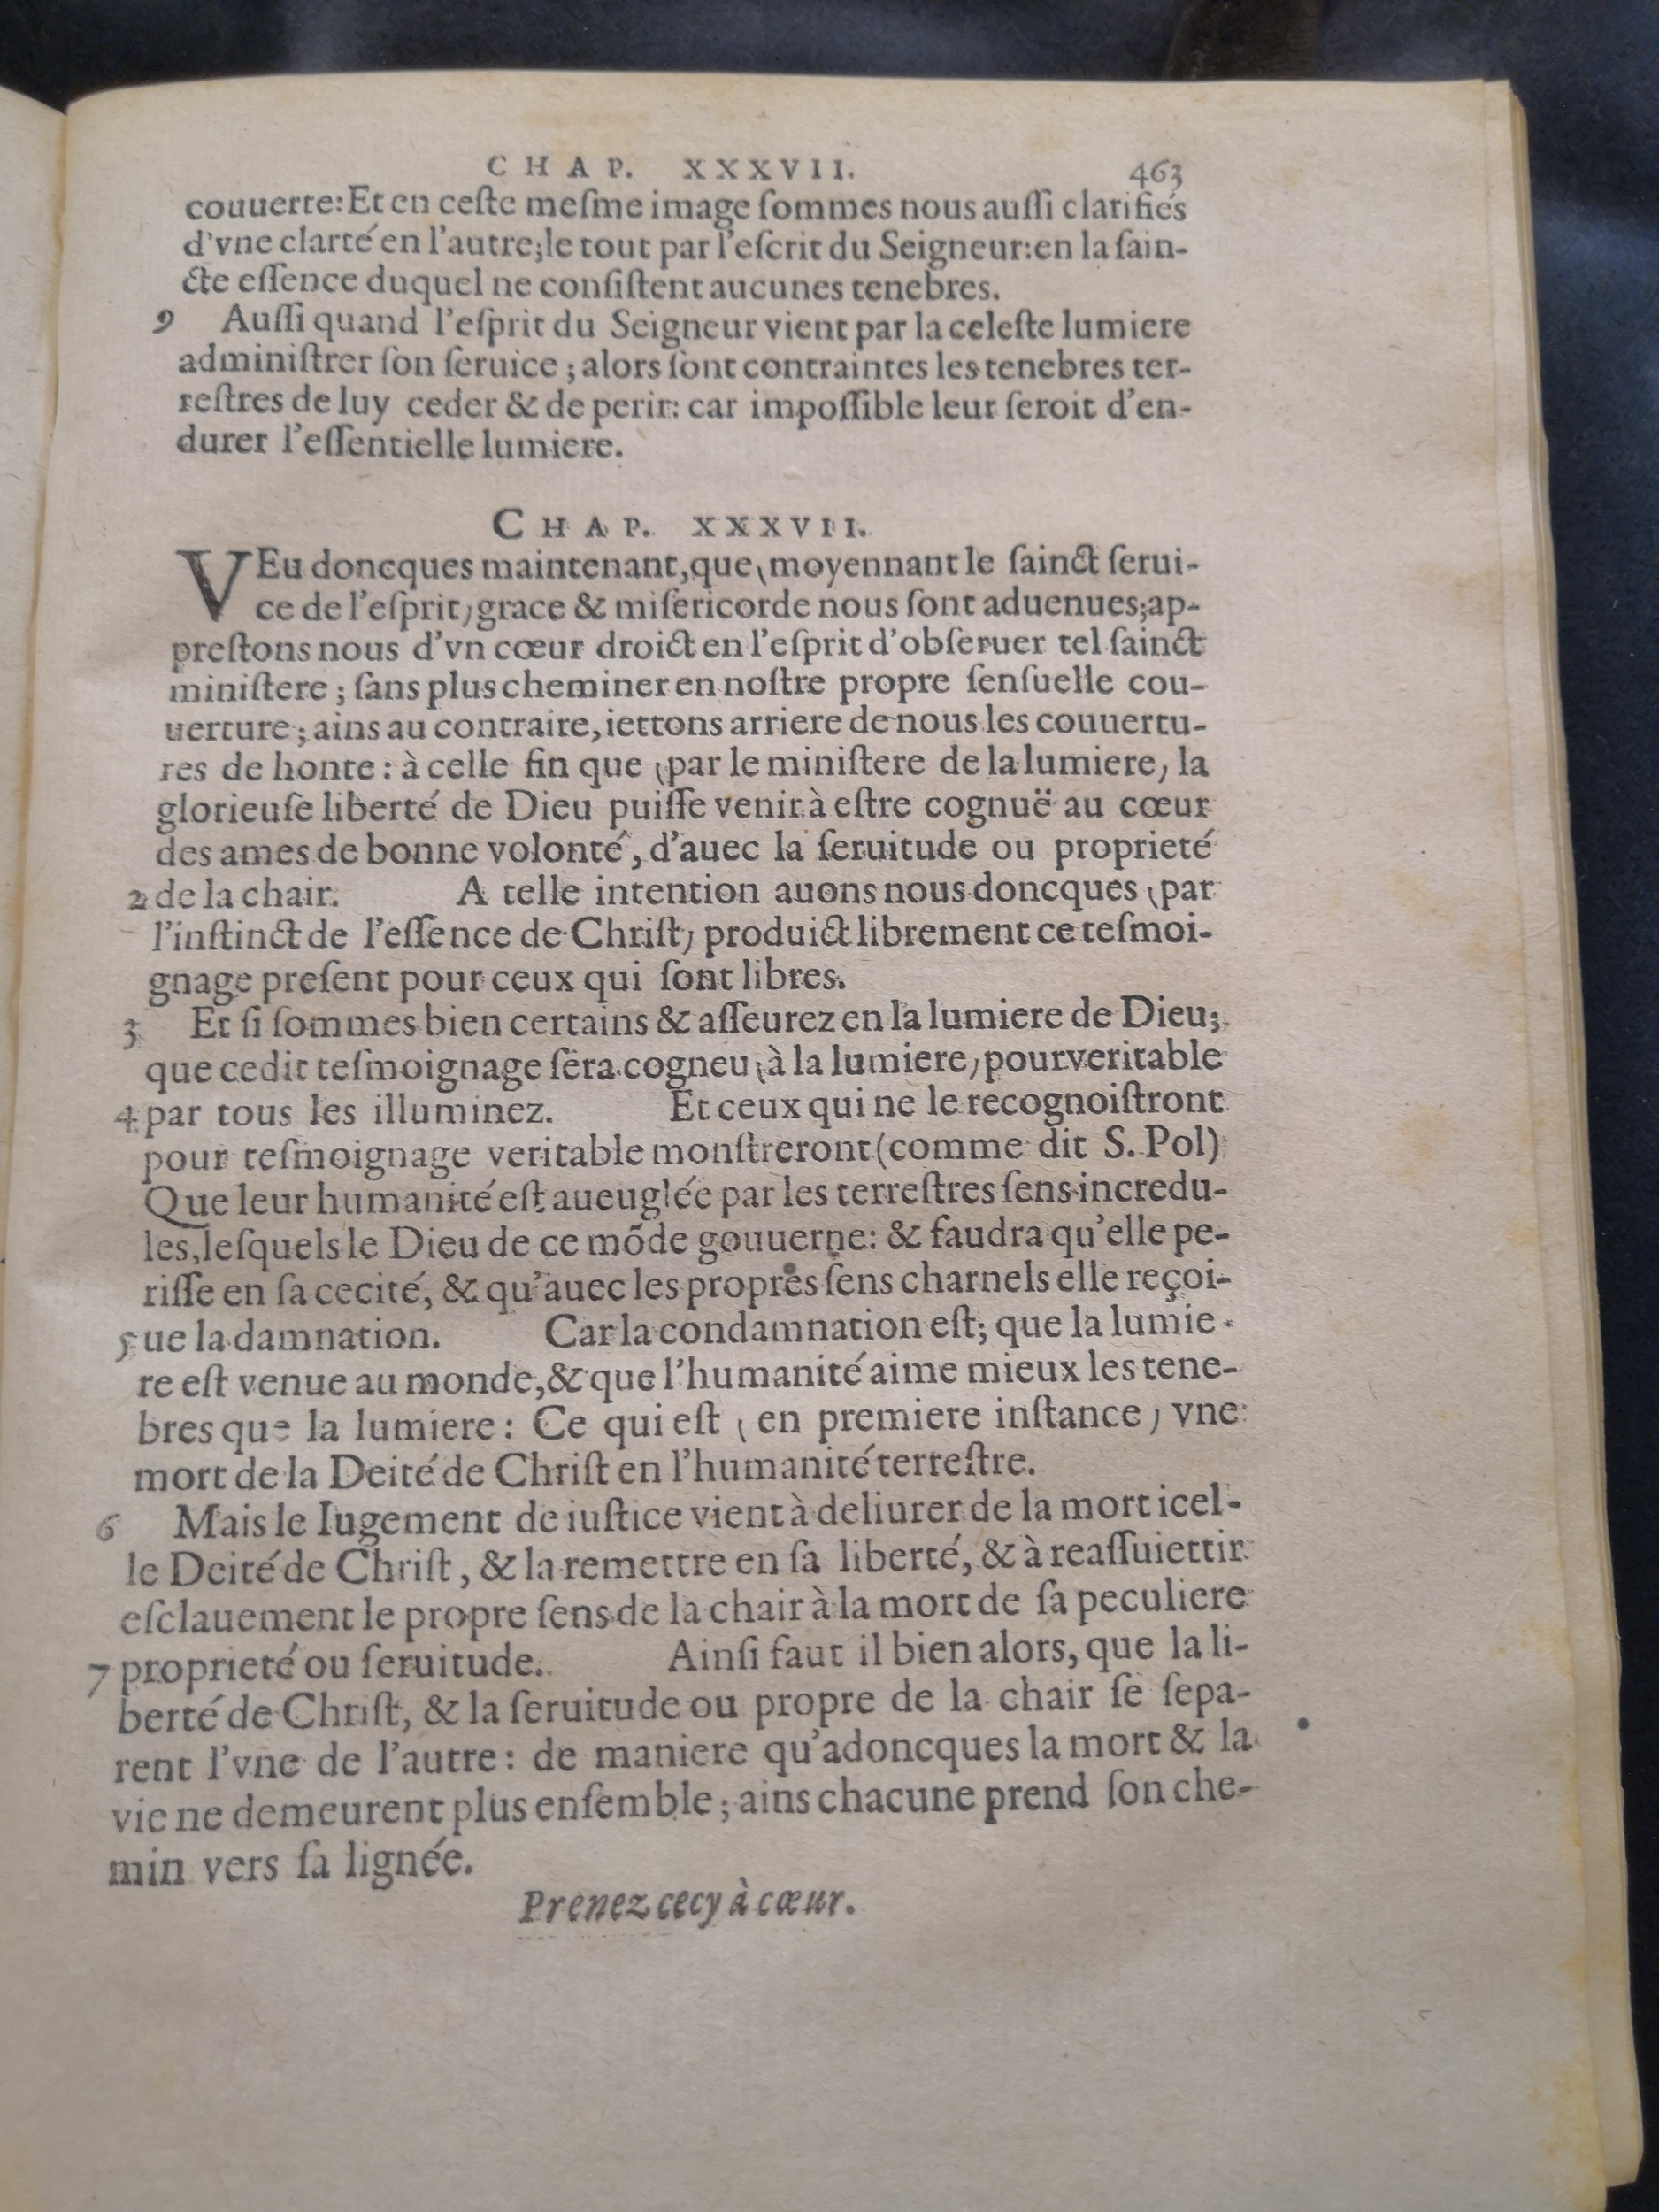 CHAP. XXXVII. 463
couuerte: Et en ceſte meſme image ſommes nous auſſi clarifiés
d'vne clarté en l'autre; le tout par l'eſcrit du Seigneur: en la ſain-
cte eſſence duquel ne conſiſtent aucunes tenebres.
9 Auſſi quand l'eſprit du Seigneur vient par la celeſte lumiere
adminiſtrer ſon ſeruice; alors ſont contraintes les tenebres ter-
reſtres de luy ceder & de perir: car impoſſible leur ſeroit d'en-
durer l'eſſentielle lumiere.
CHAP. XXXVII.
VEu doncques maintenant, que (moyennant le ſainct ſerui-
ce de l'eſprit) grace & miſericorde nous ſont aduenues; ap-
preſtons nous d'vn cœur droict en l'eſprit d'obſeruer tel ſainct
miniſtere; ſans plus cheminer en noſtre propre ſenſuelle cou-
uerture; ains au contraire, iettons arriere de nous les couuertu-
res de honte: à celle fin que (par le miniſtere de la lumiere) la
glorieuſe liberté de Dieu puiſſe venir à eſtre cognuë au cœur
des ames de bonne volonté, d'auec la ſeruitude ou proprieté
2 de la chair. A telle intention auons nous doncques (par
l'inſtinct de l'eſſence de Chriſt) produict librement ce teſmoi-
gnage preſent pour ceux qui ſont libres.
3 Et ſi ſommes bien certains & aſſeurez en la lumiere de Dieu;
que cedit teſmoignage ſera cogneu (à la lumiere) pour veritable
4 par tous les illuminez. Et ceux qui ne le recognoiſtront
pour teſmoignage veritable monſtreront (comme dit S. Pol)
Que leur humanité eſt aueuglée par les terreſtres ſens incredu-
les, leſquels le Dieu de ce mõde gouuerne: & faudra qu'elle pe-
riſſe en ſa cecité, & qu'auec les propres ſens charnels elle reçoi-
5 ue la damnation. Car la condamnation eſt; que la lumie-
re eſt venue au monde, & que l'humanité aime mieux les tene-
bres que la lumiere: Ce qui eſt (en premiere inſtance) vne
mort de la Deité de Chriſt en l'humanité terreſtre.
6 Mais le Iugement de iuſtice vient à deliurer de la mort icel-
le Deité de Chriſt, & la remettre en ſa liberté, & à reaſſuiettir
eſclauement le propre ſens de la chair à la mort de ſa peculiere
7 proprieté ou ſeruitude. Ainſi faut il bien alors, que la li-
berté de Chriſt, & la ſeruitude ou propre de la chair ſe ſepa-
rent l'vne de l'autre: de maniere qu'adoncques la mort & la
vie ne demeurent plus enſemble; ains chacune prend ſon che-
min vers ſa lignée.
Prenez cecy à cœur.